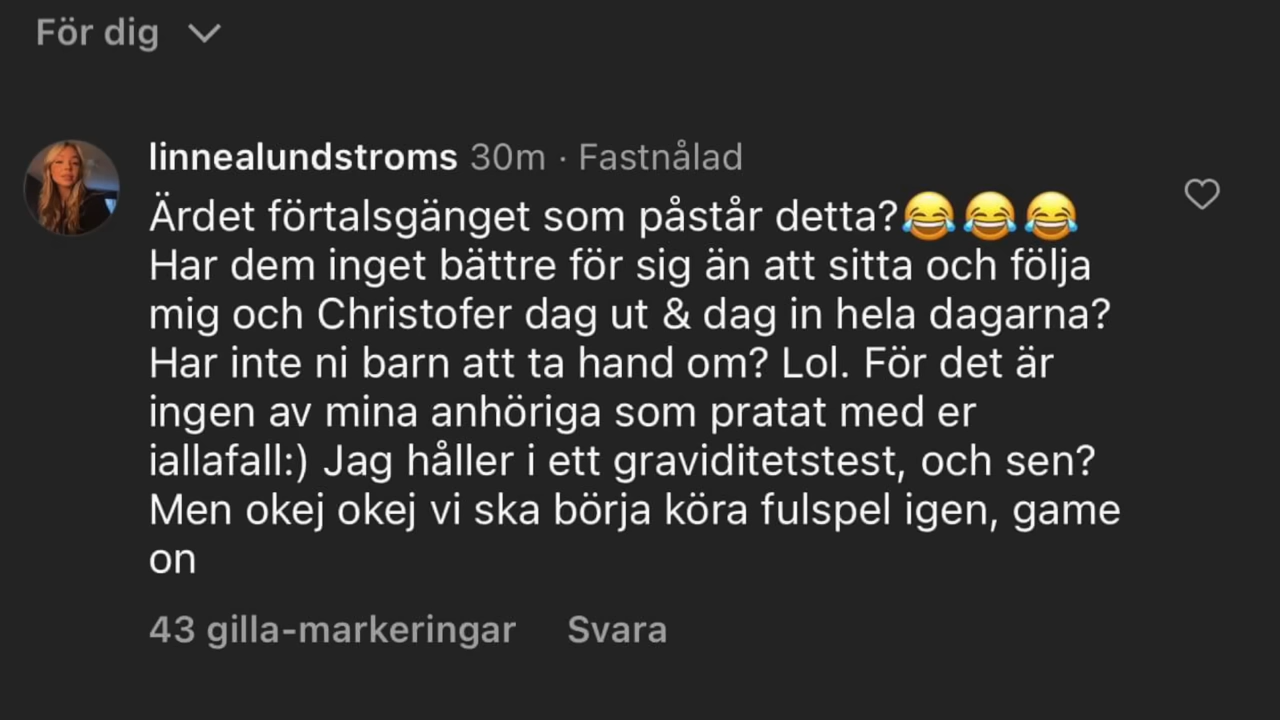 För dig
linnealundstroms 30m · Fastnålad
Ärdet förtalsgänget som påstår detta?😂😂😂
Har dem inget bättre för sig än att sitta och följa
mig och Christofer dag ut & dag in hela dagarna?
Har inte ni barn att ta hand om? Lol. För det är
ingen av mina anhöriga som pratat med er
iallafall:) Jag håller i ett graviditetstest, och sen?
Men okej okej vi ska börja köra fulspel igen, game
on
43 gilla-markeringar Svara